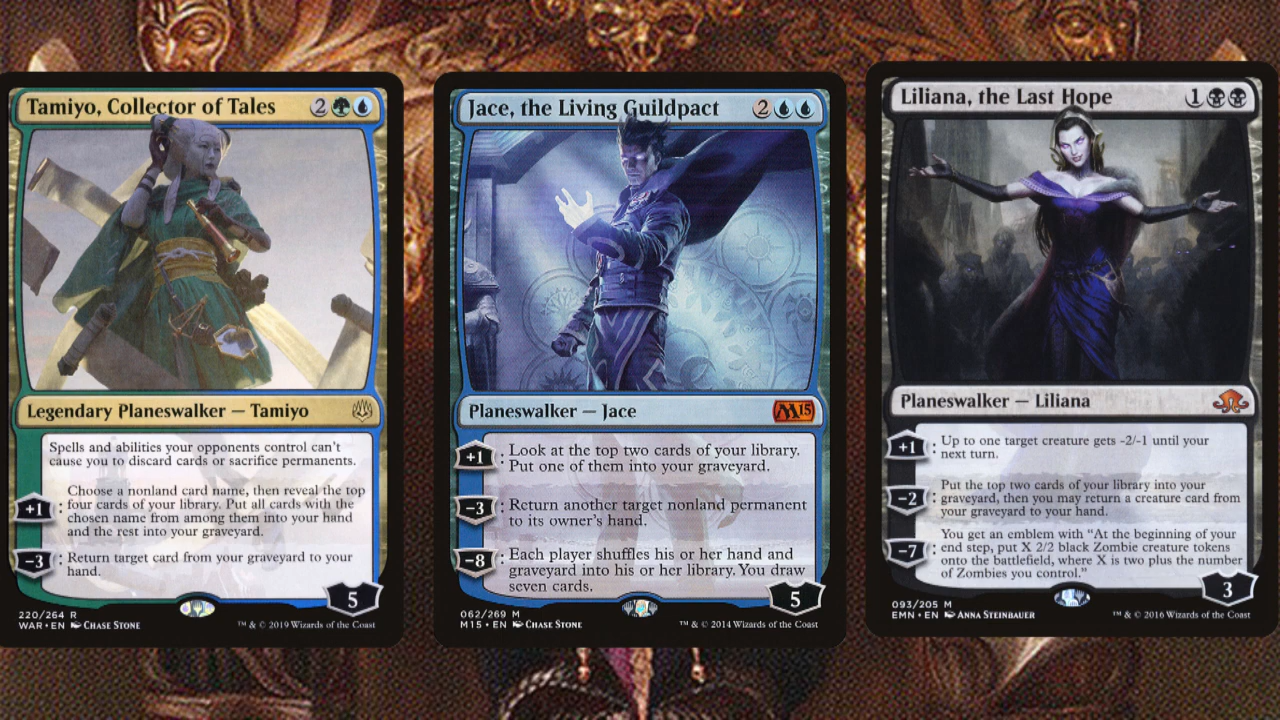 Tamiyo, Collector of Tales 2
Legendary Planeswalker — Tamiyo
Spells and abilities your opponents control can't
cause you to discard cards or sacrifice permanents.
+1: Choose a nonland card name, then reveal the top
four cards of your library. Put all cards with the
chosen name from among them into your hand
and the rest into your graveyard.
-3: Return target card from your graveyard to your
hand.
5
220/264 R
WAR • EN Chase Stone
™ & © 2019 Wizards of the Coast
Jace, the Living Guildpact 2
Planeswalker — Jace
M15
+1: Look at the top two cards of your library.
Put one of them into your graveyard.
-3: Return another target nonland permanent
to its owner's hand.
-8: Each player shuffles his or her hand and
graveyard into his or her library. You draw
seven cards.
5
062/269 M
M15 • EN Chase Stone
™ & © 2014 Wizards of the Coast
Liliana, the Last Hope 1
Planeswalker — Liliana
+1: Up to one target creature gets -2/-1 until your
next turn.
-2: Put the top two cards of your library into your
graveyard, then you may return a creature card from
your graveyard to your hand.
-7: You get an emblem with "At the beginning of your
end step, put X 2/2 black Zombie creature tokens
onto the battlefield, where X is two plus the number
of Zombies you control."
3
093/205 M
EMN • EN Anna Steinbauer
™ & © 2016 Wizards of the Coast